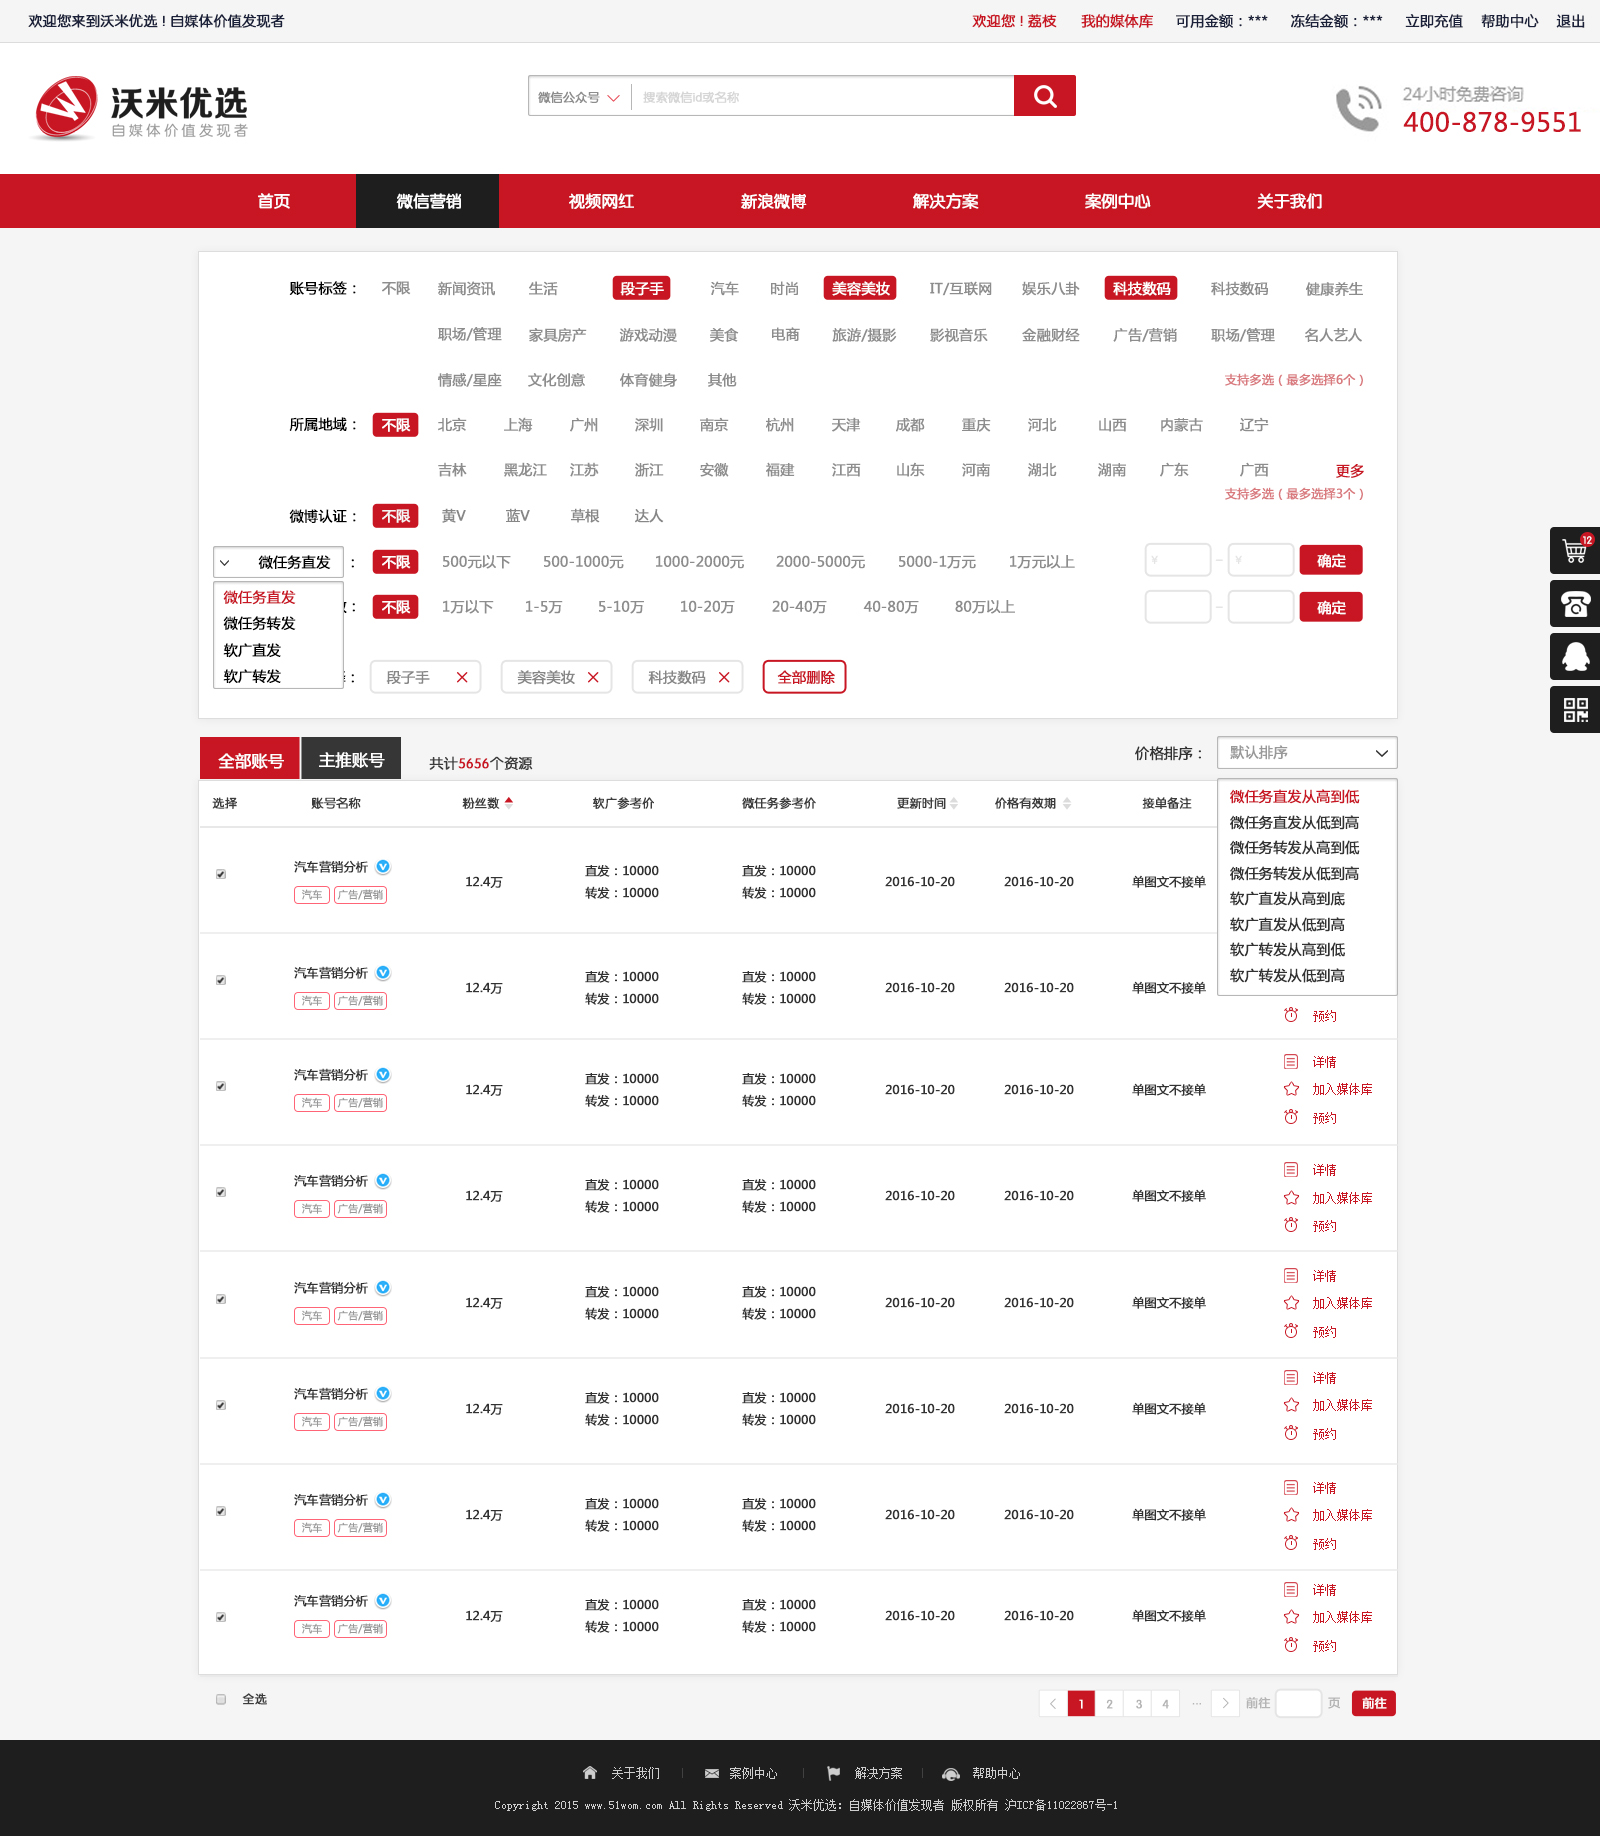 欢迎您来到沃米优选！自媒体价值发现者
欢迎您！荔枝 我的媒体库 可用金额：*** 冻结金额：*** 立即充值 帮助中心 退出
沃米优选
自媒体价值发现者
微信公众号 搜索微信id或名称
24小时免费咨询
400-878-9551
首页 微信营销 视频网红 新浪微博 解决方案 案例中心 关于我们
账号标签： 不限 新闻资讯 生活 段子手 汽车 时尚 美容美妆 IT/互联网 娱乐八卦 科技数码 科技数码 健康养生
职场/管理 家具房产 游戏动漫 美食 电商 旅游/摄影 影视音乐 金融财经 广告/营销 职场/管理 名人艺人
情感/星座 文化创意 体育健身 其他 支持多选（最多选择6个）
所属地域： 不限 北京 上海 广州 深圳 南京 杭州 天津 成都 重庆 河北 山西 内蒙古 辽宁
吉林 黑龙江 江苏 浙江 安徽 福建 江西 山东 河南 湖北 湖南 广东 广西 更多
支持多选（最多选择3个）
微博认证： 不限 黄V 蓝V 草根 达人
微任务直发 ： 不限 500元以下 500-1000元 1000-2000元 2000-5000元 5000-1万元 1万元以上 ¥ - ¥ 确定
微任务直发
： 不限 1万以下 1-5万 5-10万 10-20万 20-40万 40-80万 80万以上 - 确定
微任务转发
软广直发
软广转发
： 段子手 美容美妆 科技数码 全部删除
全部账号 主推账号 共计5656个资源 价格排序： 默认排序
选择 账号名称 粉丝数 软广参考价 微任务参考价 更新时间 价格有效期 接单备注
微任务直发从高到低
微任务直发从低到高
微任务转发从高到低
微任务转发从低到高
软广直发从高到底
软广直发从低到高
软广转发从高到低
软广转发从低到高
汽车营销分析
汽车 广告/营销
12.4万
直发：10000
转发：10000
直发：10000
转发：10000
2016-10-20 2016-10-20 单图文不接单
汽车营销分析
汽车 广告/营销
12.4万
直发：10000
转发：10000
直发：10000
转发：10000
2016-10-20 2016-10-20 单图文不接单
预约
汽车营销分析
汽车 广告/营销
12.4万
直发：10000
转发：10000
直发：10000
转发：10000
2016-10-20 2016-10-20 单图文不接单
详情
加入媒体库
预约
汽车营销分析
汽车 广告/营销
12.4万
直发：10000
转发：10000
直发：10000
转发：10000
2016-10-20 2016-10-20 单图文不接单
详情
加入媒体库
预约
汽车营销分析
汽车 广告/营销
12.4万
直发：10000
转发：10000
直发：10000
转发：10000
2016-10-20 2016-10-20 单图文不接单
详情
加入媒体库
预约
汽车营销分析
汽车 广告/营销
12.4万
直发：10000
转发：10000
直发：10000
转发：10000
2016-10-20 2016-10-20 单图文不接单
详情
加入媒体库
预约
汽车营销分析
汽车 广告/营销
12.4万
直发：10000
转发：10000
直发：10000
转发：10000
2016-10-20 2016-10-20 单图文不接单
详情
加入媒体库
预约
汽车营销分析
汽车 广告/营销
12.4万
直发：10000
转发：10000
直发：10000
转发：10000
2016-10-20 2016-10-20 单图文不接单
详情
加入媒体库
预约
12
全选
1 2 3 4 ··· 前往 页 前往
关于我们 案例中心 解决方案 帮助中心
Copyright 2015 www.51wom.com All Rights Reserved 沃米优选: 自媒体价值发现者 版权所有 沪ICP备11022867号-1